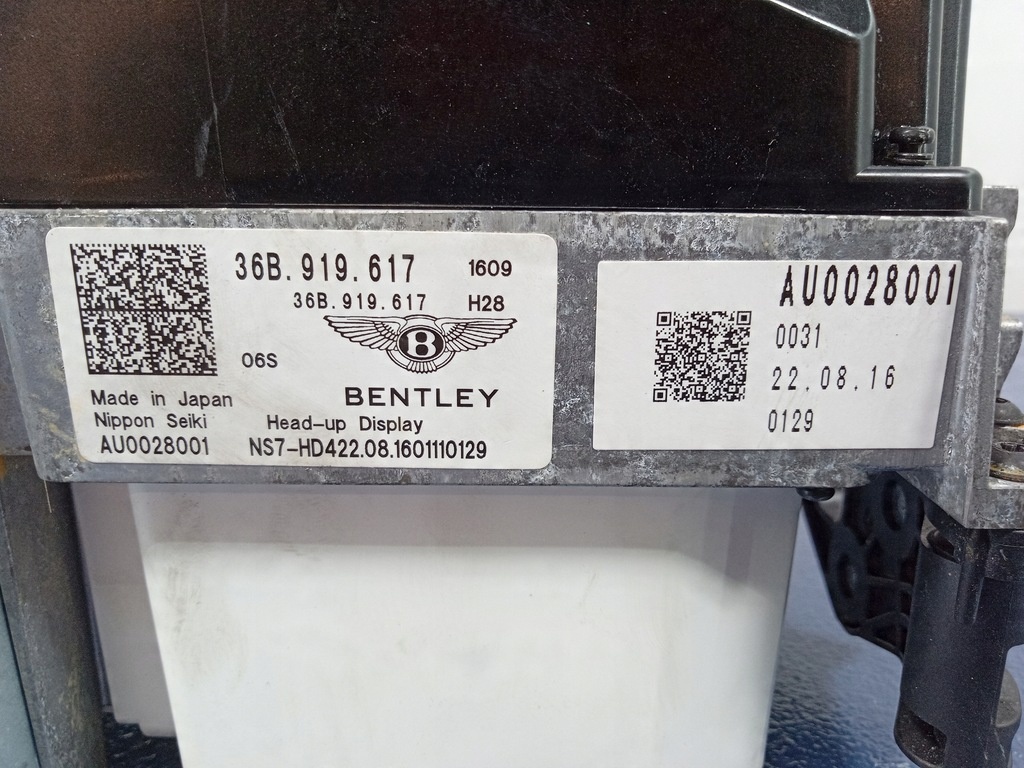 36B.919.617 1609
36B.919.617 H28
B
06S
BENTLEY
Made in Japan
Nippon Seiki Head-up Display
AU0028001 NS7-HD422.08.1601110129
AU0028001
0031
22.08.16
0129